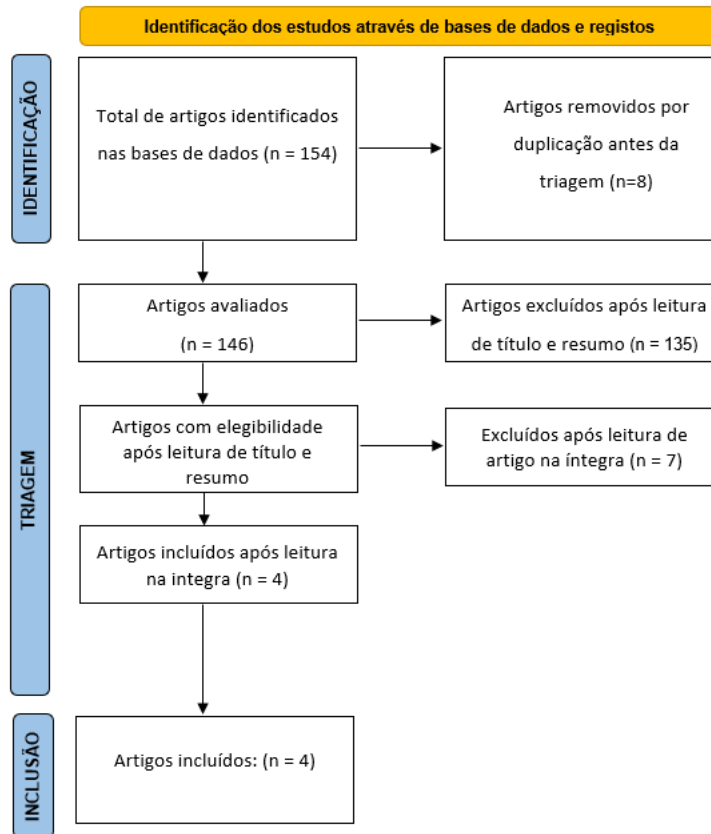 Identificação dos estudos através de bases de dados e registos
IDENTIFICAÇÃO
Total de artigos identificados
nas bases de dados (n = 154)
Artigos removidos por
duplicação antes da
triagem (n=8)
TRIAGEM
Artigos avaliados
(n = 146)
Artigos excluídos após leitura
de título e resumo (n = 135)
Artigos com elegibilidade
após leitura de título e
resumo
Excluídos após leitura de
artigo na íntegra (n = 7)
Artigos incluídos após leitura
na integra (n = 4)
INCLUSÃO
Artigos incluídos: (n = 4)